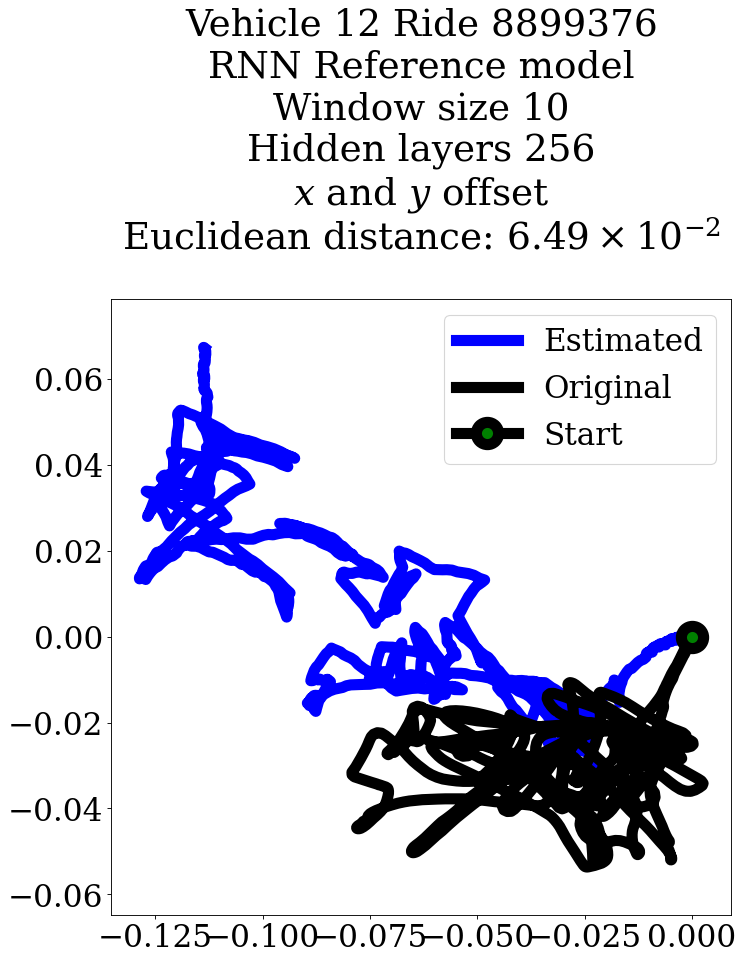 Vehicle 12 Ride 8899376
RNN Reference model
Window size 10
Hidden layers 256
x and y offset
Euclidean distance: 6.49 × 10⁻²
Estimated
Original
Start
0.06
0.04
0.02
0.00
−0.02
−0.04
−0.06
−0.125 −0.100 −0.075 −0.050 −0.025 0.000